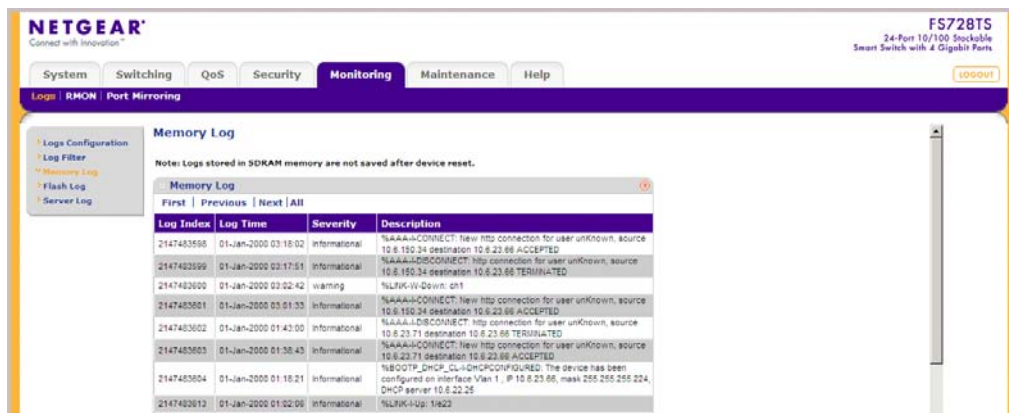 NETGEAR
Connect with Innovation™
FS728TS
24-Port 10/100 Stackable
Smart Switch with 4 Gigabit Ports
System Switching QoS Security Monitoring Maintenance Help
LOGOUT
Logs | RMON | Port Mirroring
Logs Configuration
Log Filter
Memory Log
Flash Log
Server Log
Memory Log
Note: Logs stored in SDRAM memory are not saved after device reset.
Memory Log
First | Previous | Next | All
Log Index Log Time Severity Description
2147483598 01-Jan-2000 03:18:02 Informational %AAA-I-CONNECT: New http connection for user unKnown, source
10.6.150.34 destination 10.6.23.66 ACCEPTED
2147483599 01-Jan-2000 03:17:51 Informational %AAA-I-DISCONNECT: http connection for user unKnown, source
10.6.150.34 destination 10.6.23.66 TERMINATED
2147483600 01-Jan-2000 03:02:42 warning %LINK-W-Down: ch1
2147483601 01-Jan-2000 03:01:33 Informational %AAA-I-CONNECT: New http connection for user unKnown, source
10.6.150.34 destination 10.6.23.66 ACCEPTED
2147483602 01-Jan-2000 01:43:00 Informational %AAA-I-DISCONNECT: http connection for user unKnown, source
10.6.23.71 destination 10.6.23.66 TERMINATED
2147483603 01-Jan-2000 01:38:43 Informational %AAA-I-CONNECT: New http connection for user unKnown, source
10.6.23.71 destination 10.6.23.66 ACCEPTED
2147483604 01-Jan-2000 01:18:21 Informational %BOOTP_DHCP_CL-I-DHCPCONFIGURED: The device has been
configured on interface Vlan 1 , IP 10.6.23.66, mask 255.255.255.224,
DHCP server 10.6.22.25
2147483613 01-Jan-2000 01:02:06 Informational %LINK-I-Up: 1/e23